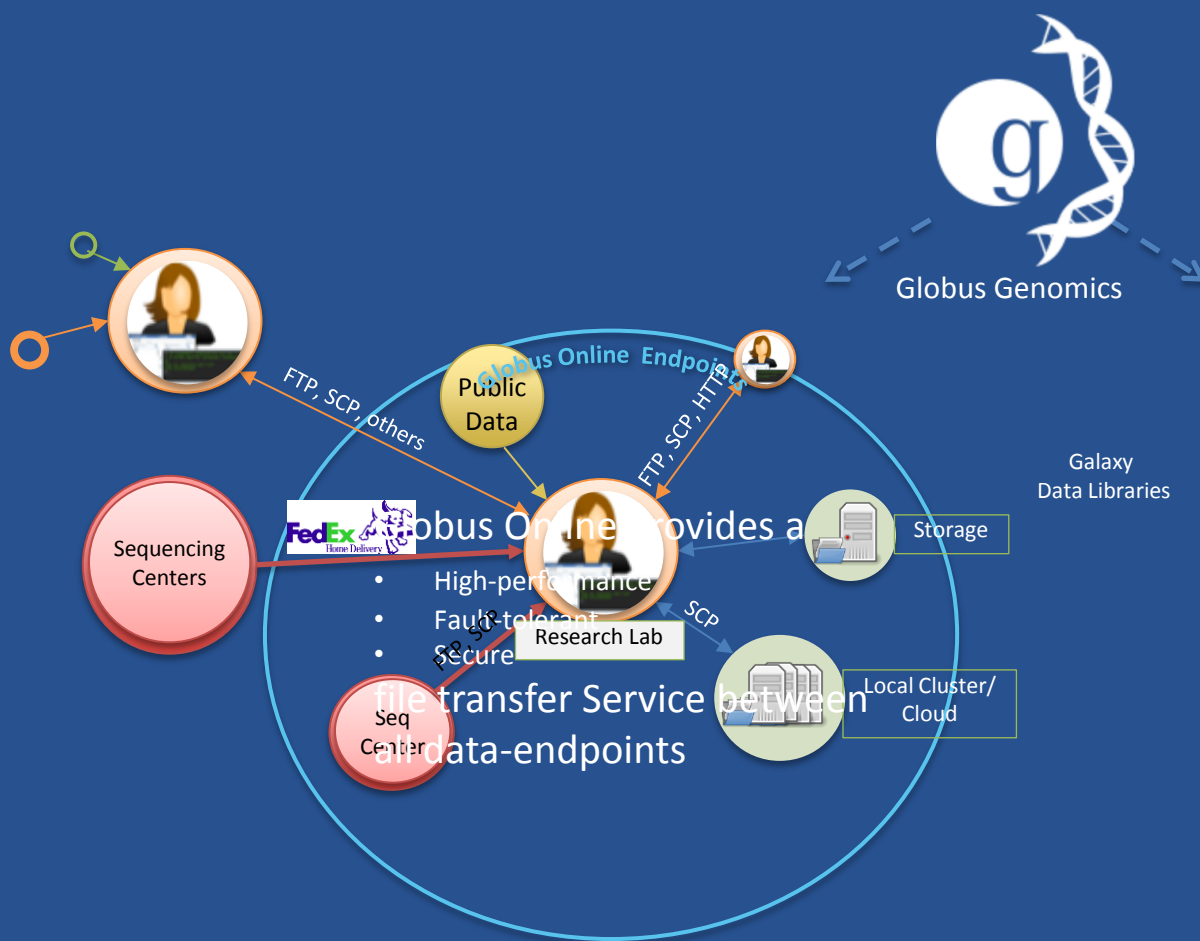 g
Globus Genomics
Globus Online Endpoints
Public
Data
FTP, SCP, others
FTP, SCP, HTTP
Galaxy
Data Libraries
FedEx
Home Delivery
Globus Online provides a
Storage
Sequencing
Centers
• High-performance
• Fault-tolerant
• Secure
SCP
FTP, SCP
Research Lab
file transfer Service between
all data-endpoints
Local Cluster/
Cloud
Seq
Center